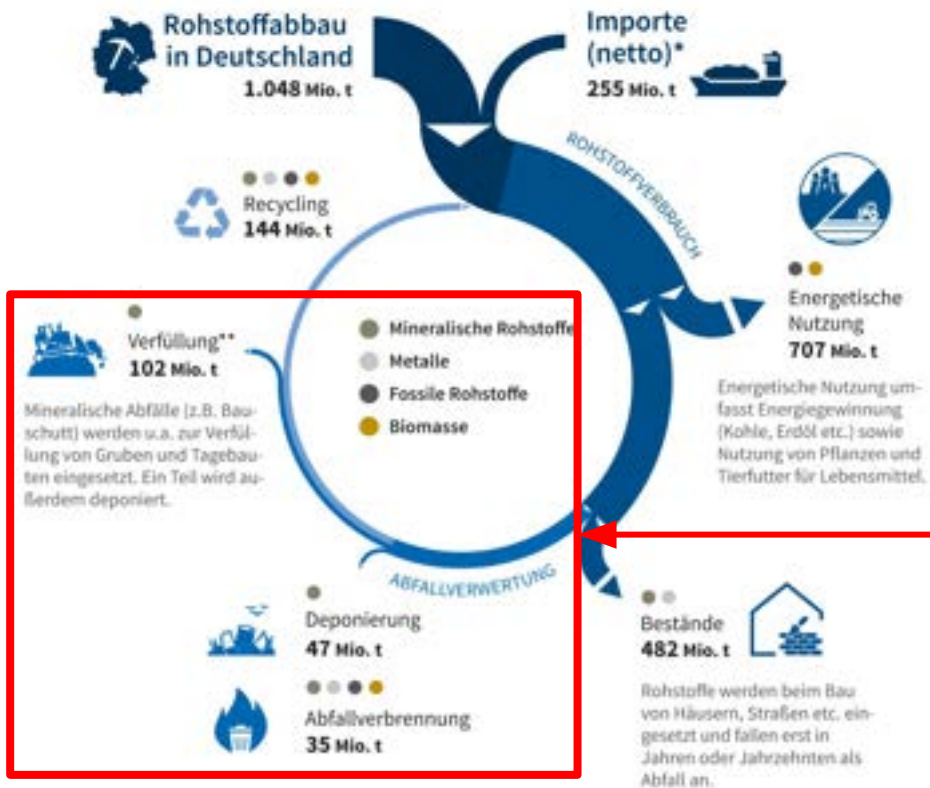 Rohstoffabbau
in Deutschland
1.048 Mio. t
Importe
(netto)*
255 Mio. t
ROHSTOFFVERBRAUCH
Recycling
144 Mio. t
Energetische
Nutzung
707 Mio. t
Energetische Nutzung um-
fasst Energiegewinnung
(Kohle, Erdöl etc.) sowie
Nutzung von Pflanzen und
Tierfutter für Lebensmittel.
Verfüllung**
102 Mio. t
Mineralische Abfälle (z.B. Bau-
schutt) werden u.a. zur Verfül-
lung von Gruben und Tagebau-
ten eingesetzt. Ein Teil wird au-
ßerdem deponiert.
Mineralische Rohstoffe
Metalle
Fossile Rohstoffe
Biomasse
ABFALLVERWERTUNG
Deponierung
47 Mio. t
Abfallverbrennung
35 Mio. t
Bestände
482 Mio. t
Rohstoffe werden beim Bau
von Häusern, Straßen etc. ein-
gesetzt und fallen erst in
Jahren oder Jahrzehnten als
Abfall an.